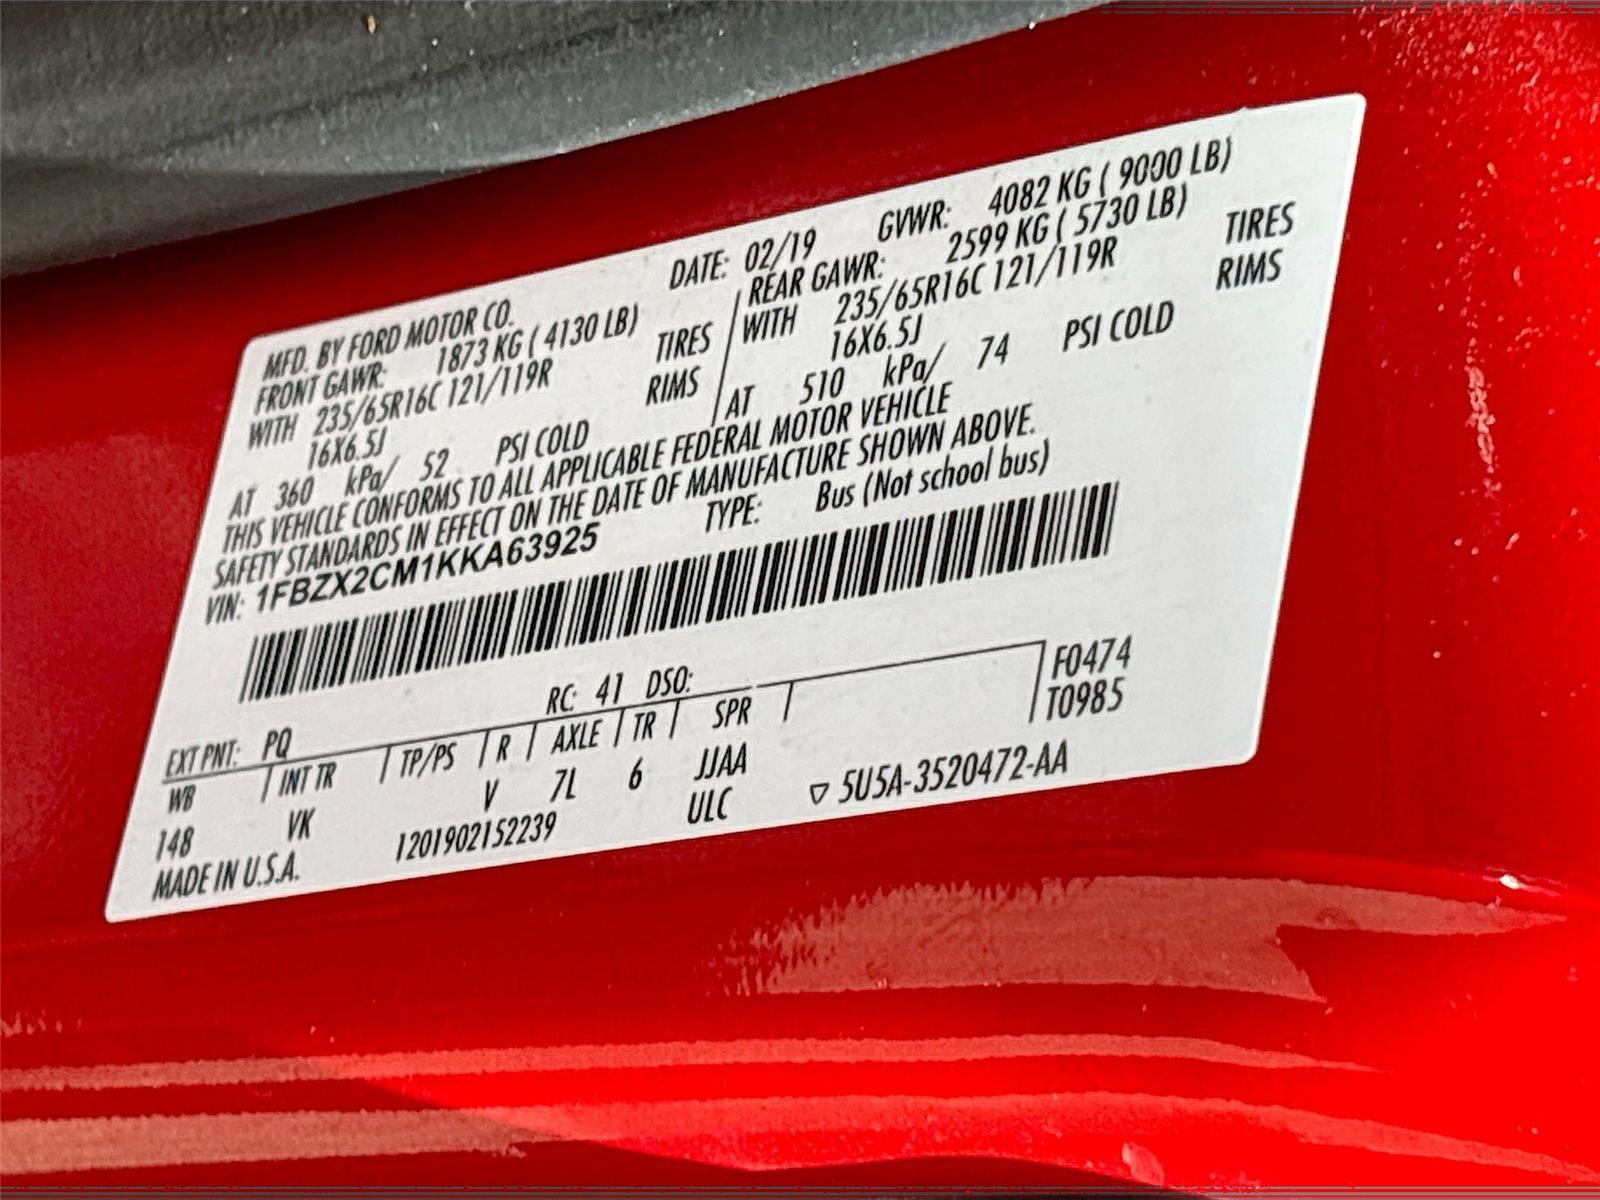 MFD. BY FORD MOTOR CO. DATE: 02/19 GVWR: 4082 KG ( 9000 LB)
FRONT GAWR: 1873 KG ( 4130 LB) REAR GAWR: 2599 KG ( 5730 LB)
WITH 235/65R16C 121/119R TIRES WITH 235/65R16C 121/119R TIRES
16X6.5J RIMS 16X6.5J RIMS
AT 360 kPa/ 52 PSI COLD AT 510 kPa/ 74 PSI COLD
THIS VEHICLE CONFORMS TO ALL APPLICABLE FEDERAL MOTOR VEHICLE
SAFETY STANDARDS IN EFFECT ON THE DATE OF MANUFACTURE SHOWN ABOVE.
VIN: 1FBZX2CM1KKA63925 TYPE: Bus (Not school bus)
EXT PNT: PQ RC: 41 DSO: F0474
WB INT TR TP/PS R AXLE TR SPR T0985
148 VK V 7L 6 JJAA
MADE IN U.S.A. 1201902152239 ULC ▽ 5U5A-3520472-AA